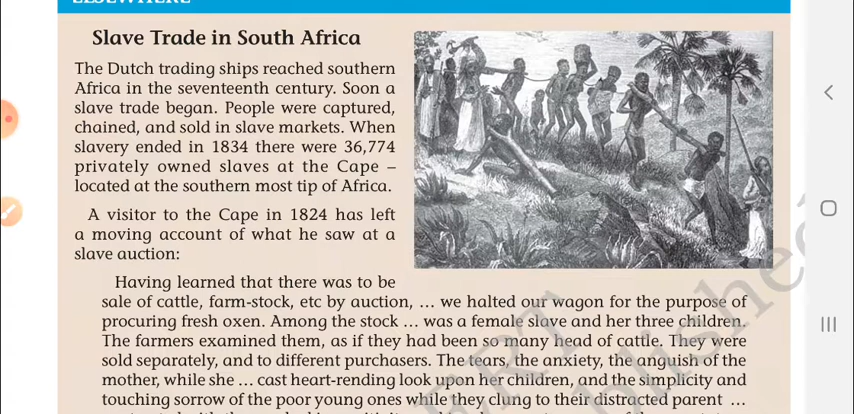 ELSEWHERE
Slave Trade in South Africa
The Dutch trading ships reached southern
Africa in the seventeenth century. Soon a
slave trade began. People were captured,
chained, and sold in slave markets. When
slavery ended in 1834 there were 36,774
privately owned slaves at the Cape –
located at the southern most tip of Africa.
A visitor to the Cape in 1824 has left
a moving account of what he saw at a
slave auction:
Having learned that there was to be
sale of cattle, farm-stock, etc by auction, … we halted our wagon for the purpose of
procuring fresh oxen. Among the stock … was a female slave and her three children.
The farmers examined them, as if they had been so many head of cattle. They were
sold separately, and to different purchasers. The tears, the anxiety, the anguish of the
mother, while she … cast heart-rending look upon her children, and the simplicity and
touching sorrow of the poor young ones while they clung to their distracted parent …